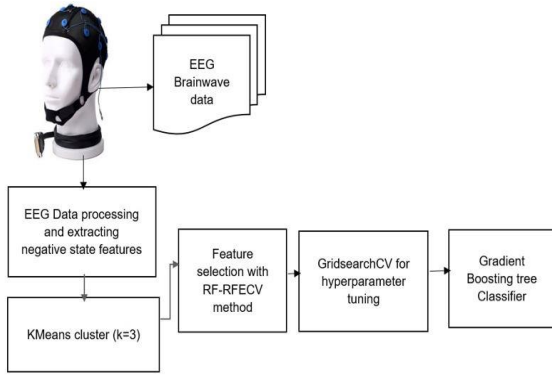 EEG
Brainwave
data
EEG Data processing
and extracting
negative state features
KMeans cluster (k=3)
Feature
selection with
RF-RFECV
method
GridsearchCV for
hyperparameter
tuning
Gradient
Boosting tree
Classifier